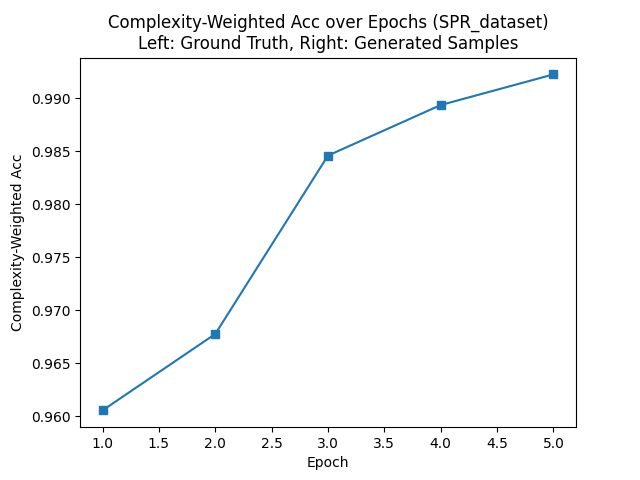 Complexity-Weighted Acc over Epochs (SPR_dataset)
Left: Ground Truth, Right: Generated Samples
Complexity-Weighted Acc
0.990
0.985
0.980
0.975
0.970
0.965
0.960
1.0 1.5 2.0 2.5 3.0 3.5 4.0 4.5 5.0
Epoch